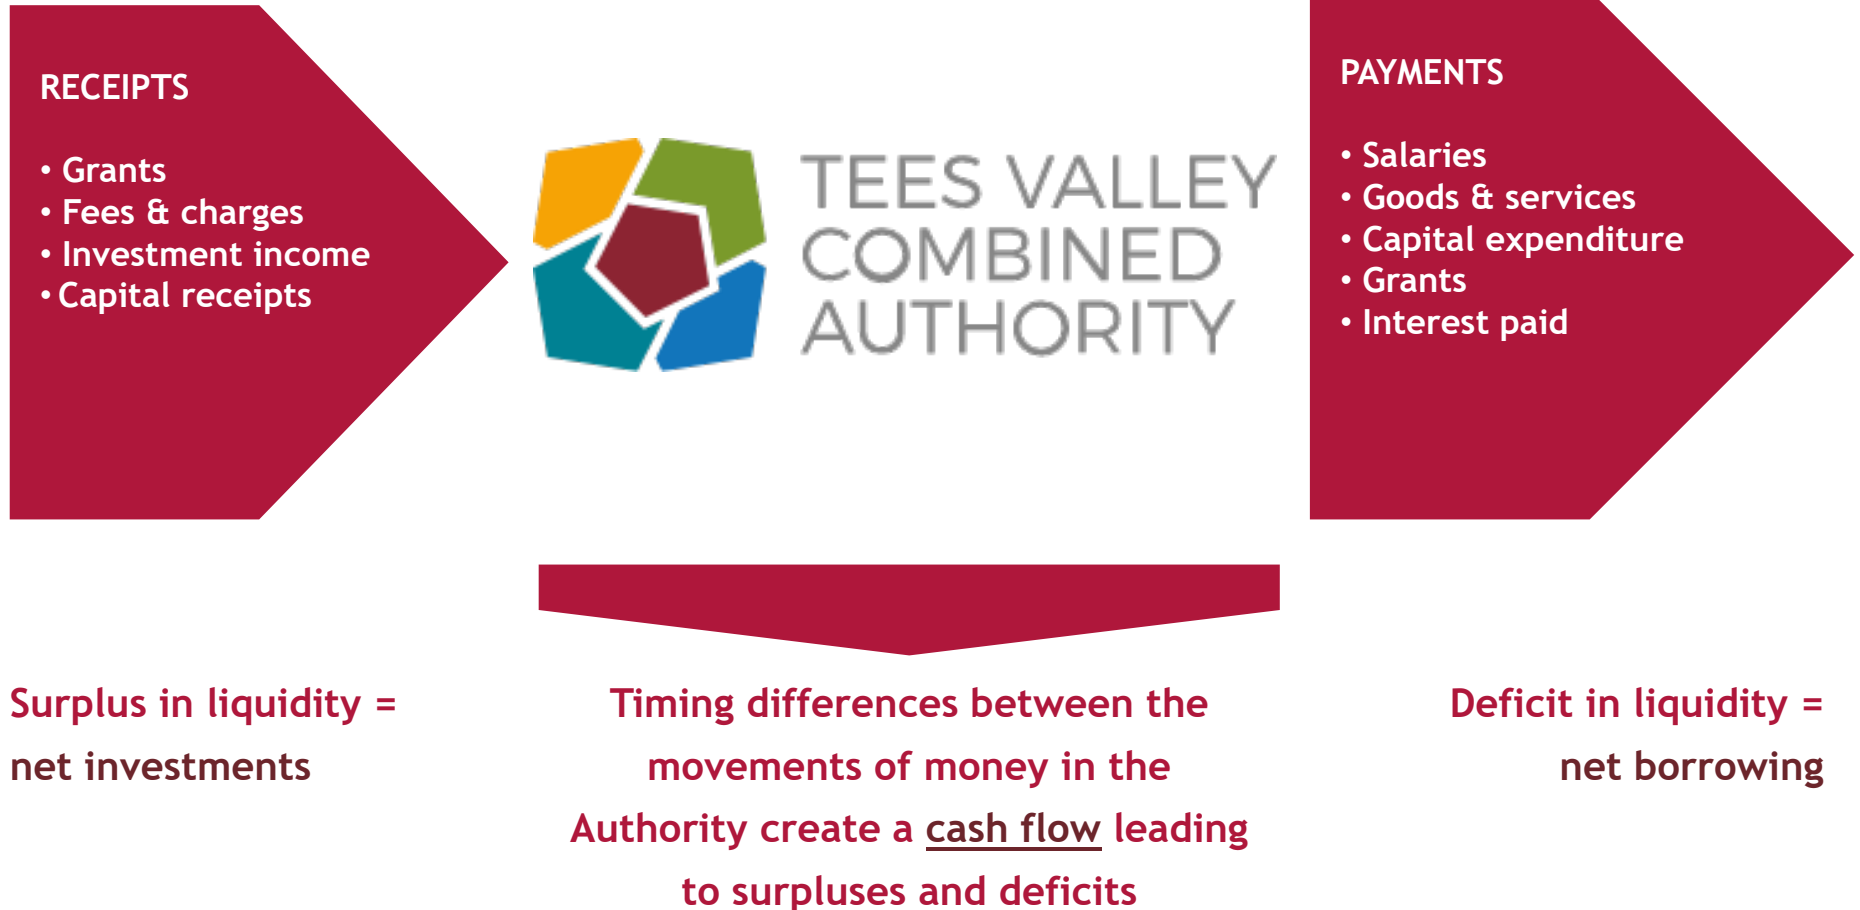 RECEIPTS
• Grants
• Fees & charges
• Investment income
• Capital receipts
TEES VALLEY
COMBINED
AUTHORITY
PAYMENTS
• Salaries
• Goods & services
• Capital expenditure
• Grants
• Interest paid
Surplus in liquidity =
net investments
Timing differences between the
movements of money in the
Authority create a cash flow leading
to surpluses and deficits
Deficit in liquidity =
net borrowing